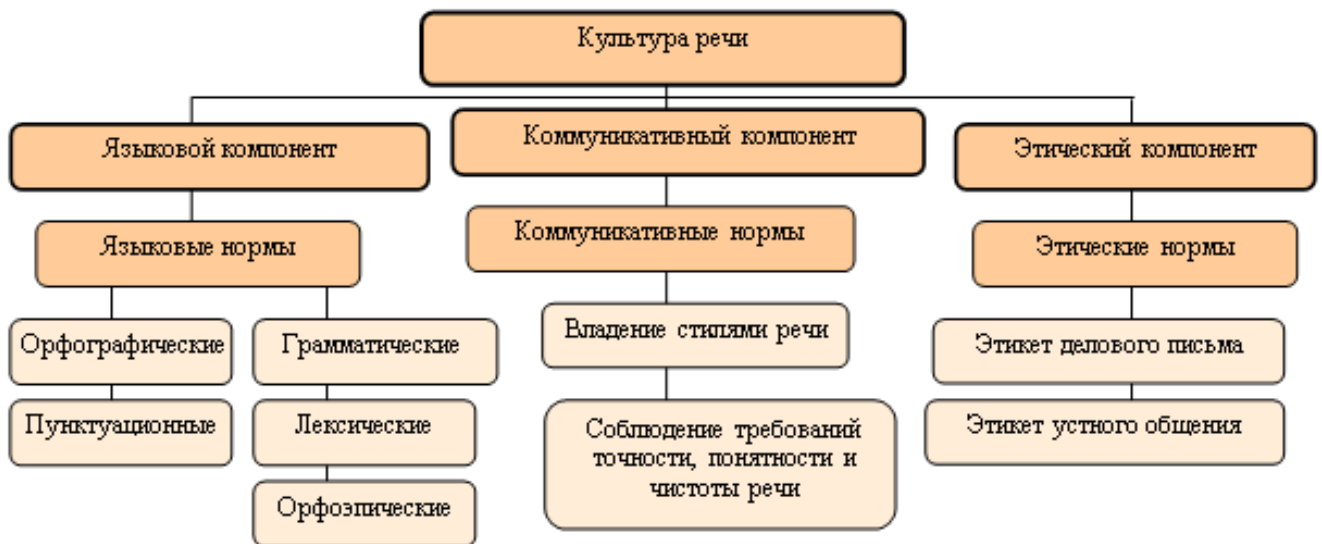 Культура речи
Языковой компонент
Коммуникативный компонент
Этический компонент
Языковые нормы
Коммуникативные нормы
Этические нормы
Орфографические
Грамматические
Владение стилями речи
Этикет делового письма
Пунктуационные
Лексические
Соблюдение требований
точности, понятности и
чистоты речи
Этикет устного общения
Орфоэпические